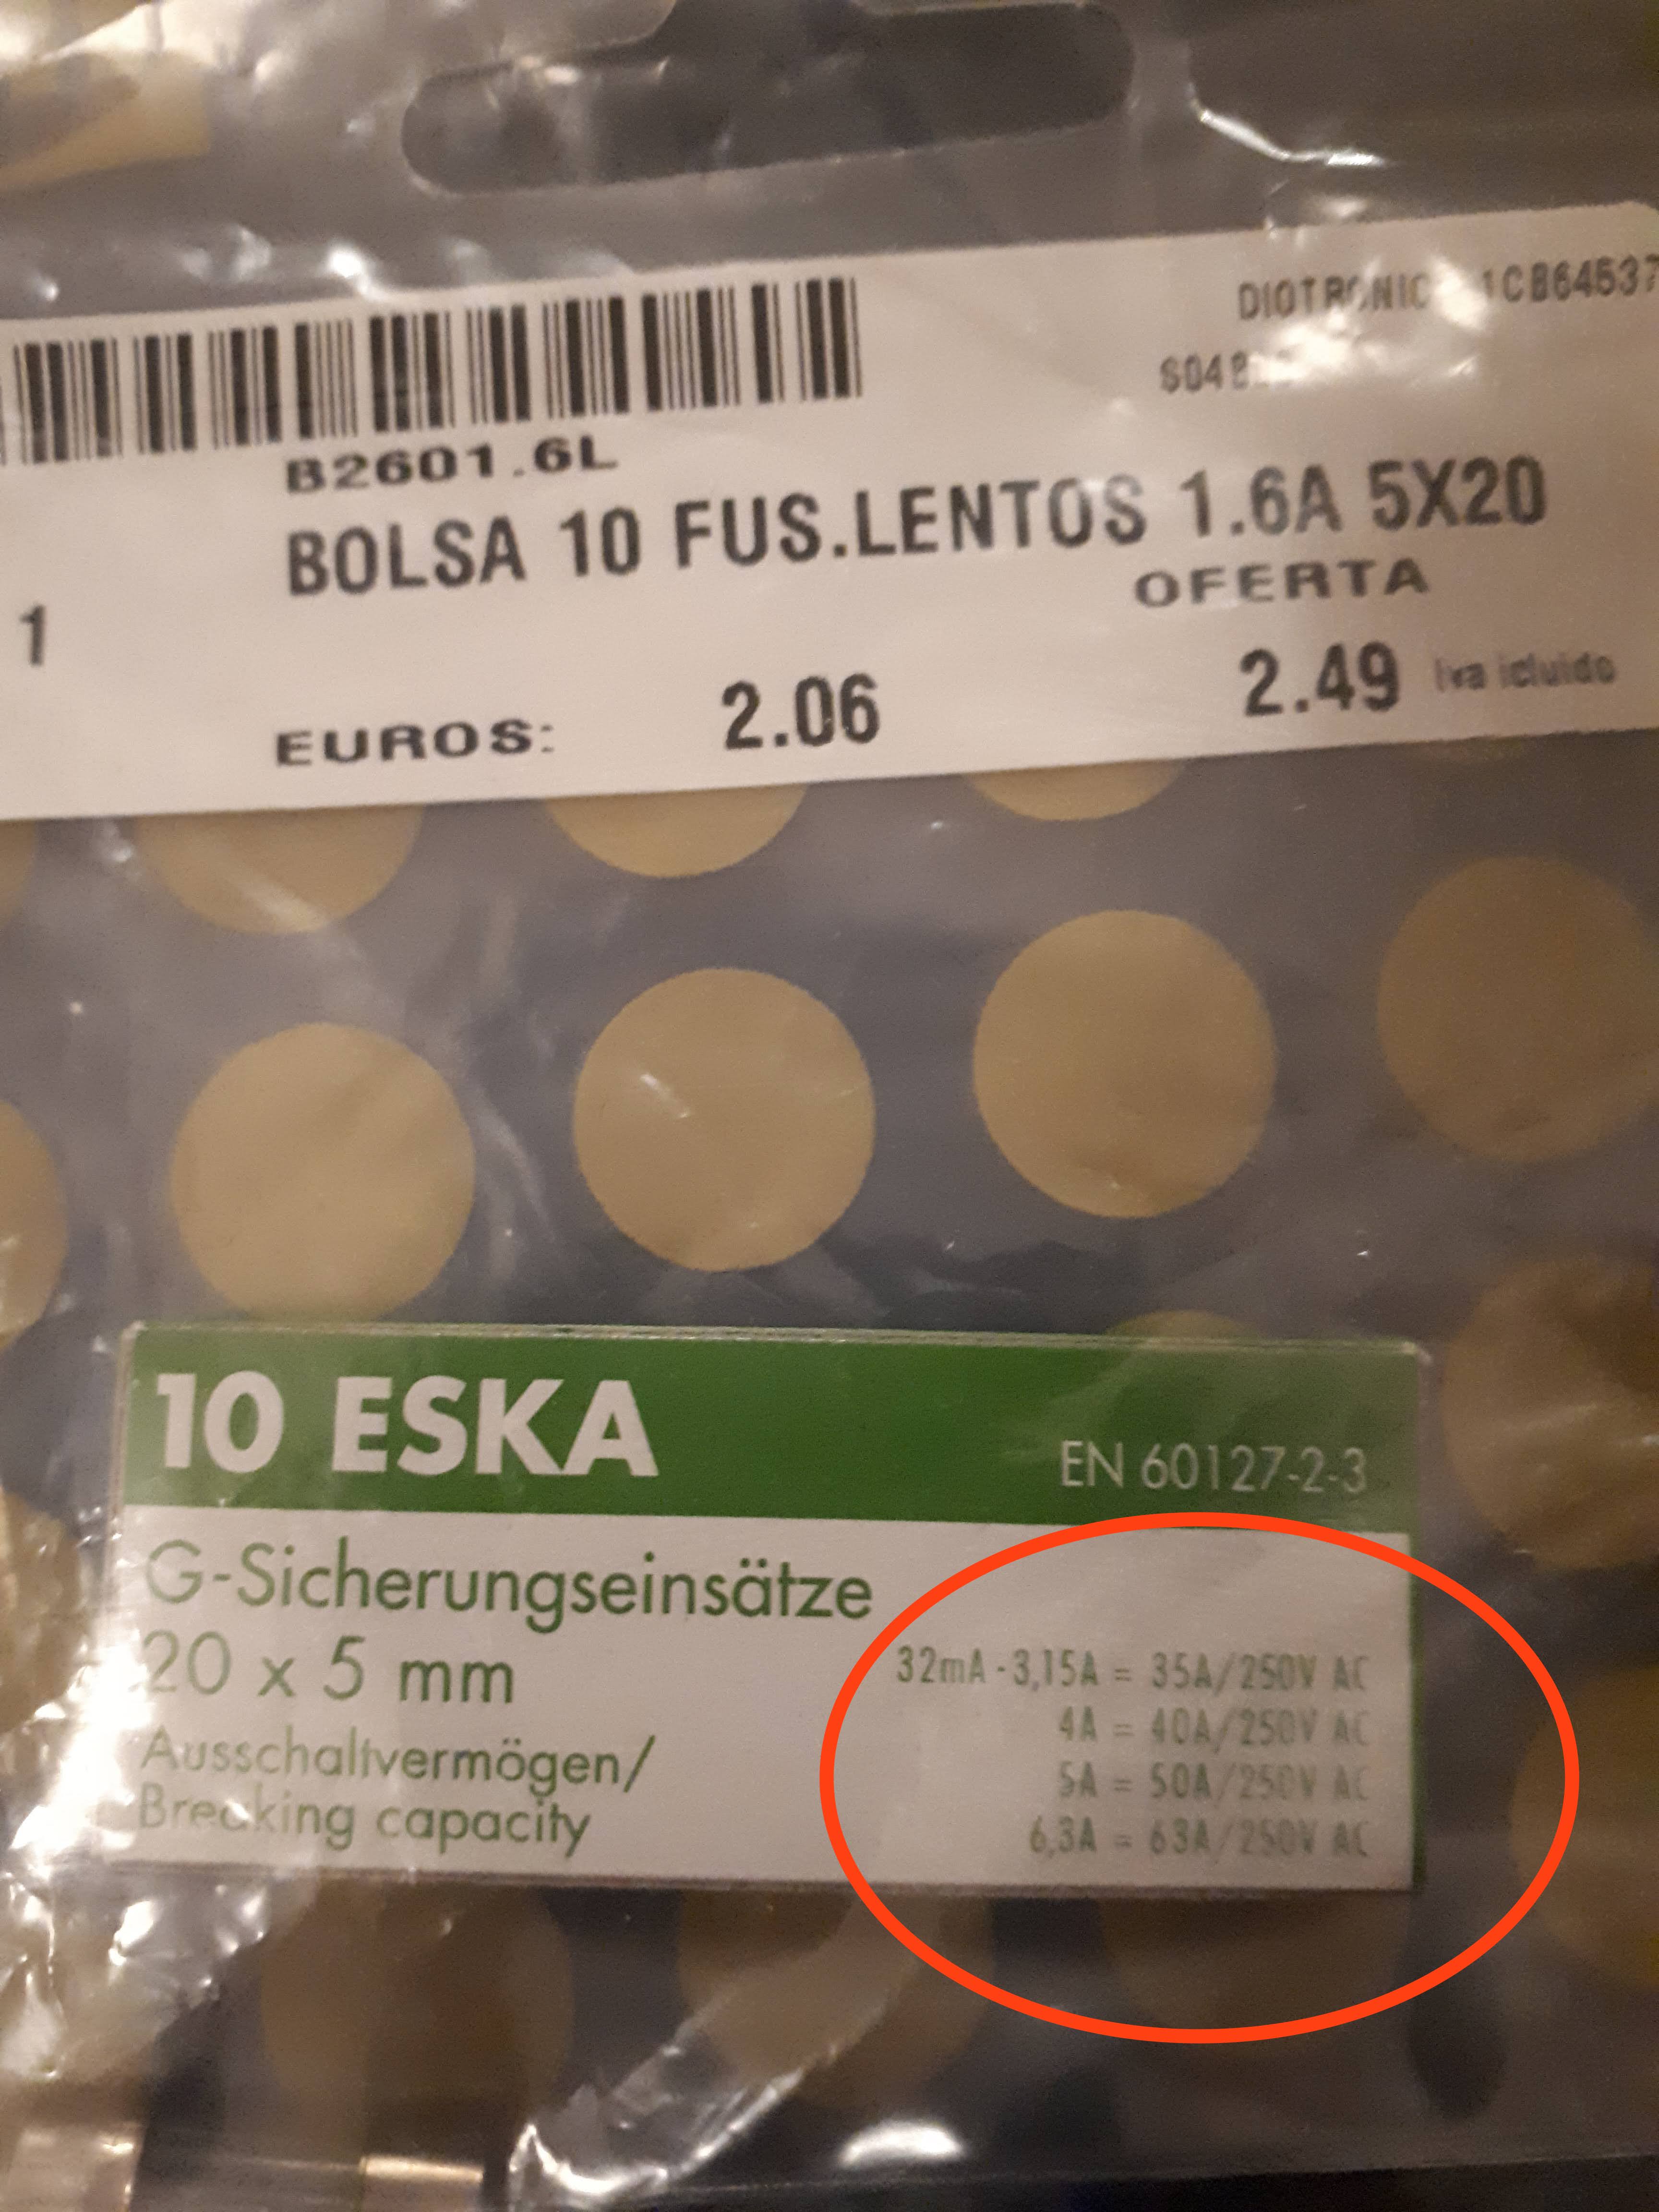 DIOTRONIC 1CB64537
S048
B2601.6L
BOLSA 10 FUS.LENTOS 1.6A 5X20
OFERTA
1
EUROS: 2.06 2.49 iva icluido
10 ESKA EN 60127-2-3
G-Sicherungseinsätze
20 x 5 mm
Ausschaltvermögen/
Breaking capacity
32mA - 3,15A = 35A/250V AC
4A = 40A/250V AC
5A = 50A/250V AC
6,3A = 63A/250V AC